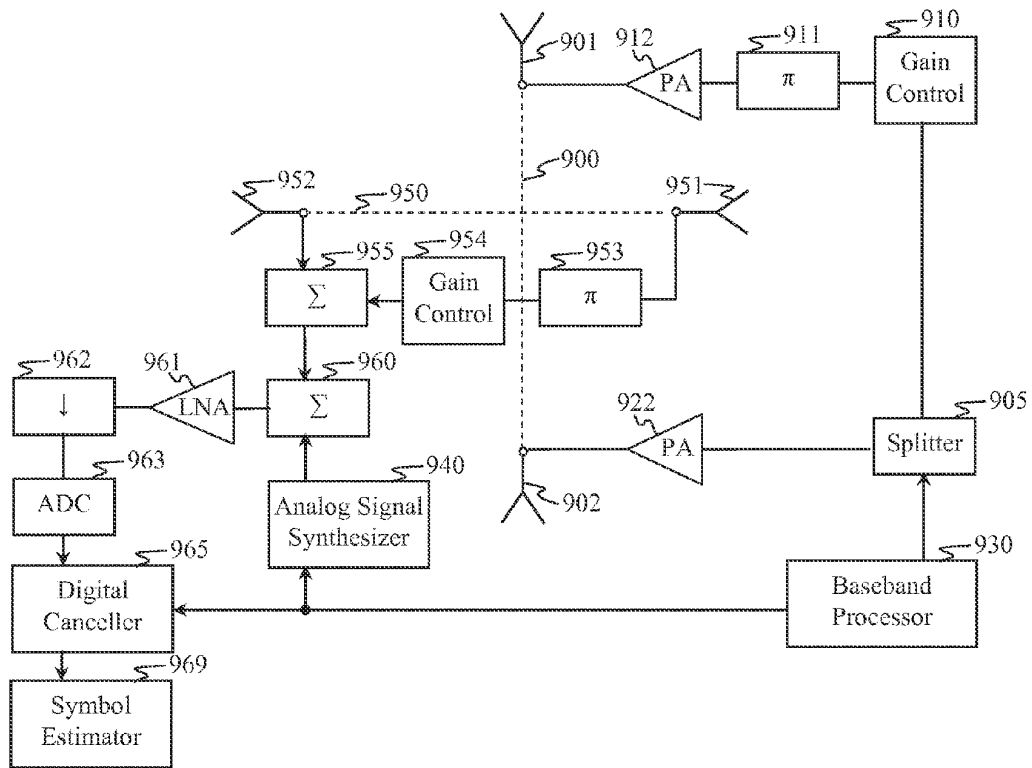 901
912
PA
911
π
910
Gain
Control
900
952
950
951
955
Σ
954
Gain
Control
953
π
962
↓
961
LNA
960
Σ
922
PA
905
Splitter
963
ADC
940
Analog Signal
Synthesizer
902
965
Digital
Canceller
930
Baseband
Processor
969
Symbol
Estimator